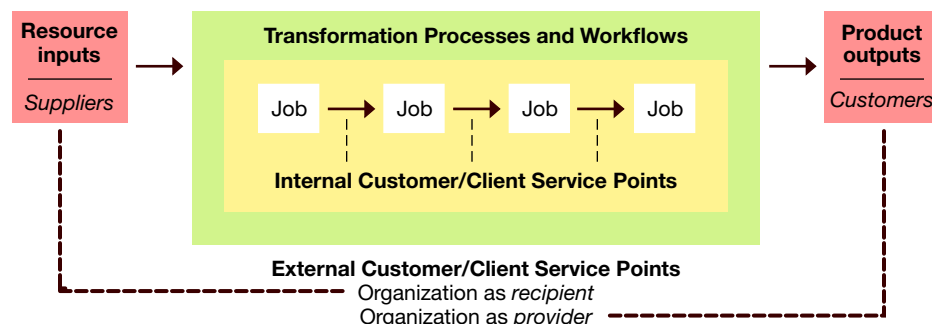 Resource
inputs
Suppliers
Transformation Processes and Workflows
Product
outputs
Customers
Job
Job
Job
Job
Internal Customer/Client Service Points
External Customer/Client Service Points
Organization as recipient
Organization as provider